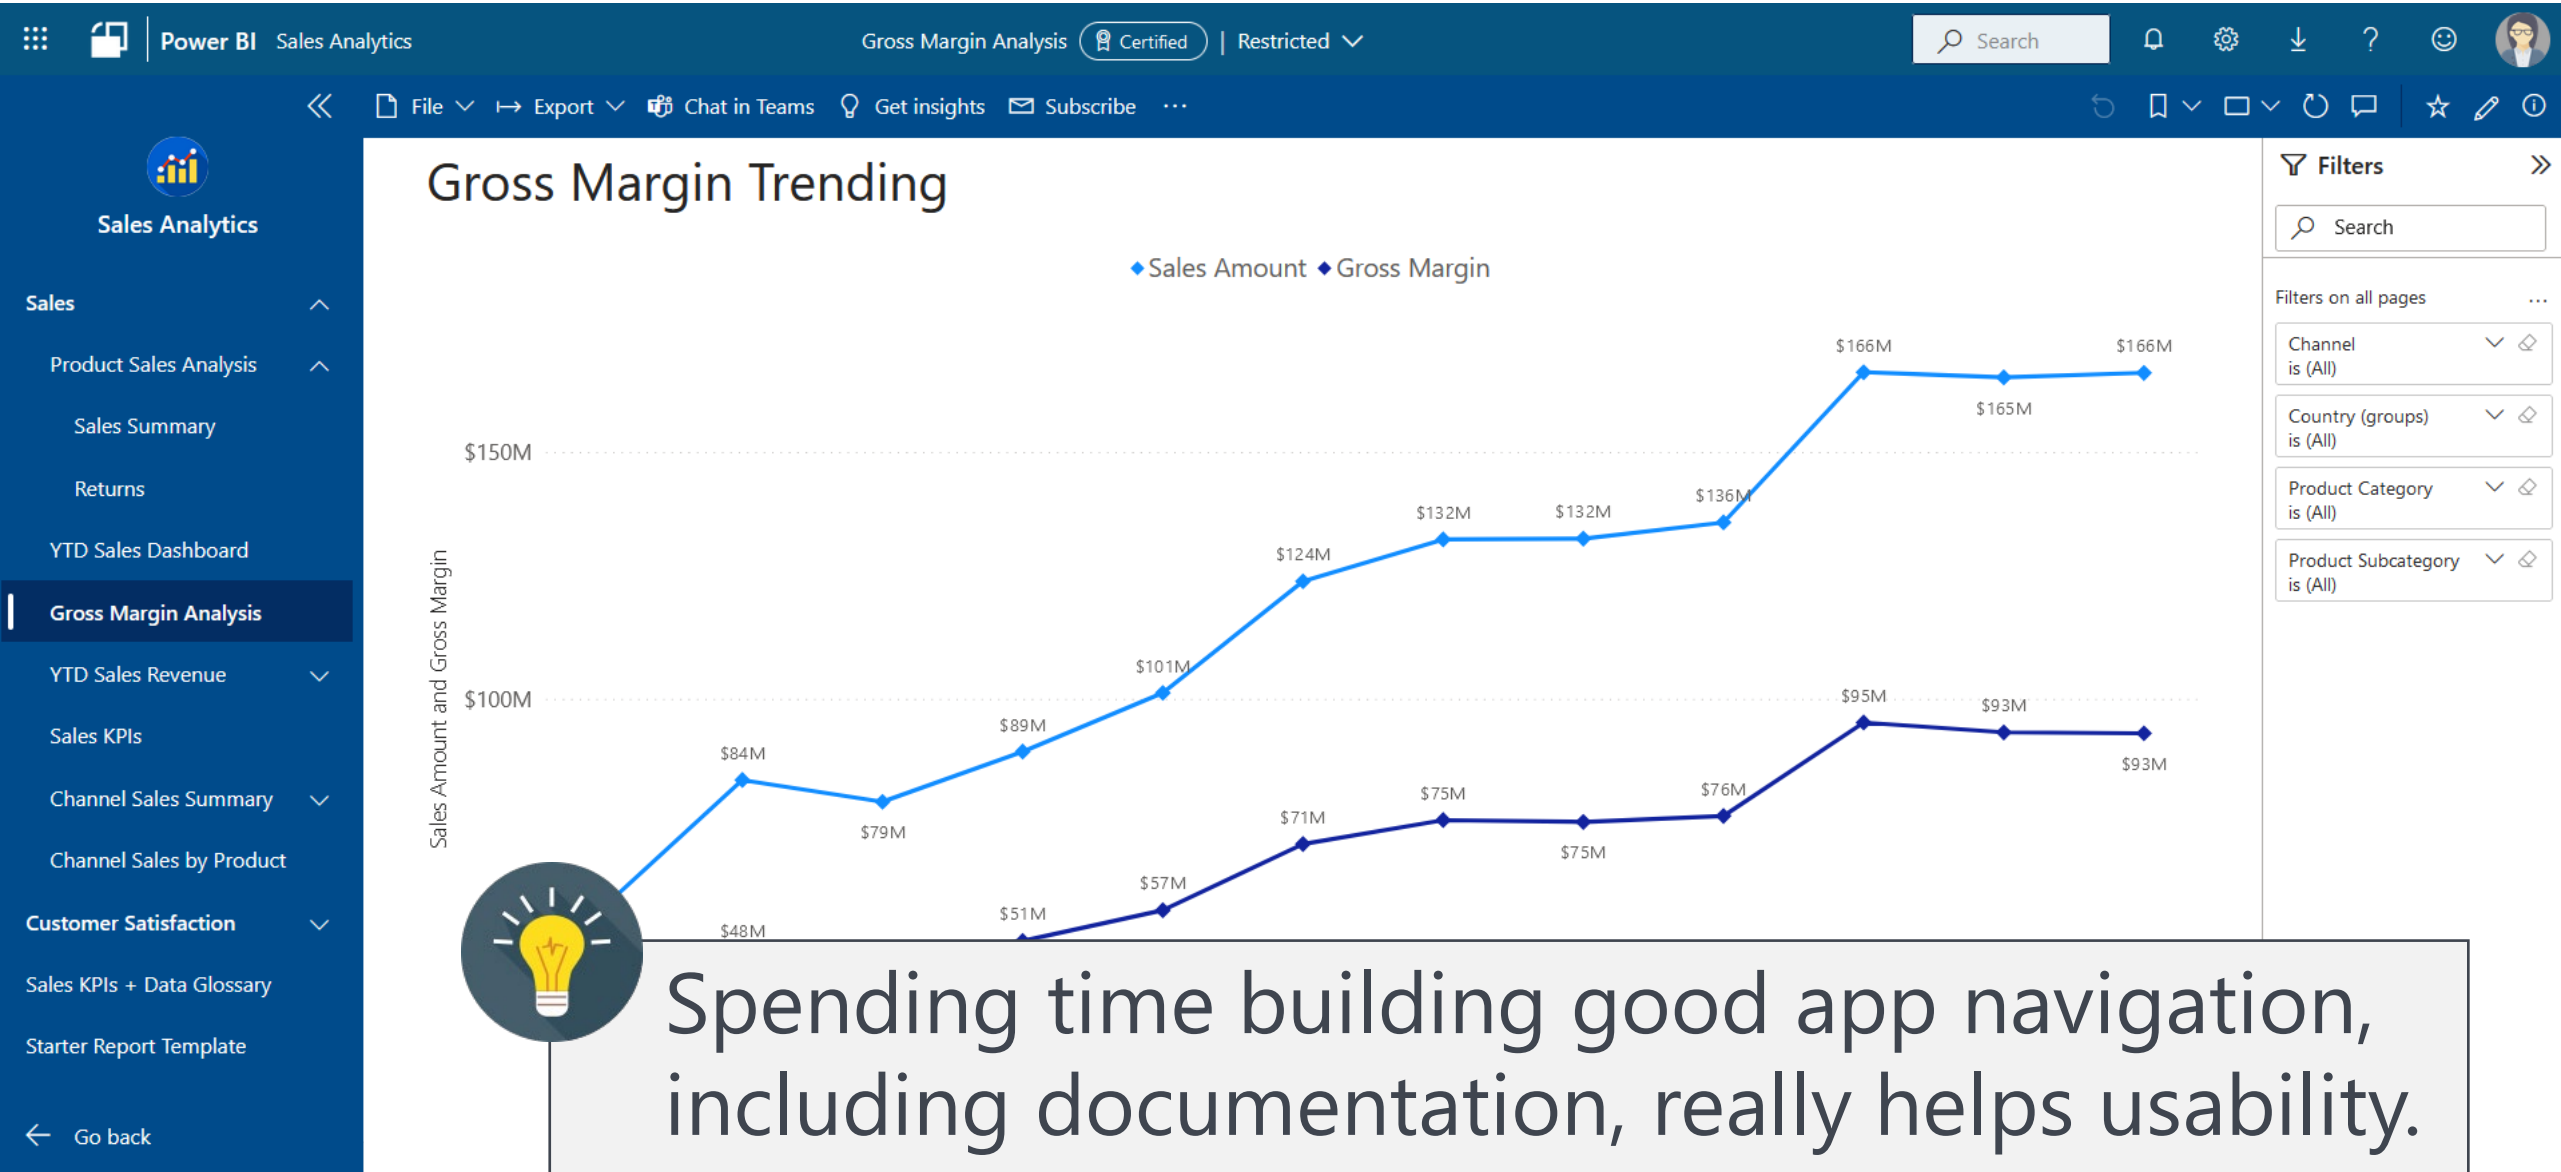 Power BI Sales Analytics
Gross Margin Analysis Certified | Restricted
Search
?
File Export Chat in Teams Get insights Subscribe ...
Sales Analytics
Sales
Product Sales Analysis
Sales Summary
Returns
YTD Sales Dashboard
Gross Margin Analysis
YTD Sales Revenue
Sales KPIs
Channel Sales Summary
Channel Sales by Product
Customer Satisfaction
Sales KPIs + Data Glossary
Starter Report Template
Go back
Gross Margin Trending
Sales Amount Gross Margin
Sales Amount and Gross Margin
$150M
$100M
$84M
$79M
$89M
$101M
$124M
$132M
$132M
$136M
$166M
$165M
$166M
$48M
$51M
$57M
$71M
$75M
$75M
$76M
$95M
$93M
$93M
Filters
Search
Filters on all pages ...
Channel
is (All)
Country (groups)
is (All)
Product Category
is (All)
Product Subcategory
is (All)
Spending time building good app navigation,
including documentation, really helps usability.